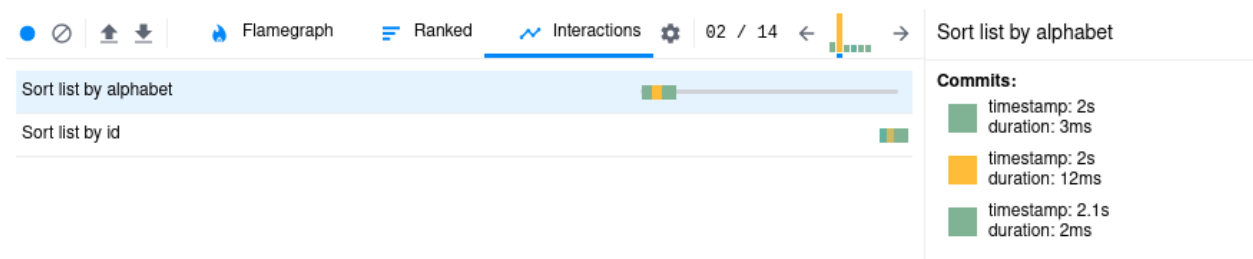 Flamegraph Ranked Interactions 02 / 14
Sort list by alphabet
Sort list by id
Sort list by alphabet
Commits:
timestamp: 2s
duration: 3ms
timestamp: 2s
duration: 12ms
timestamp: 2.1s
duration: 2ms